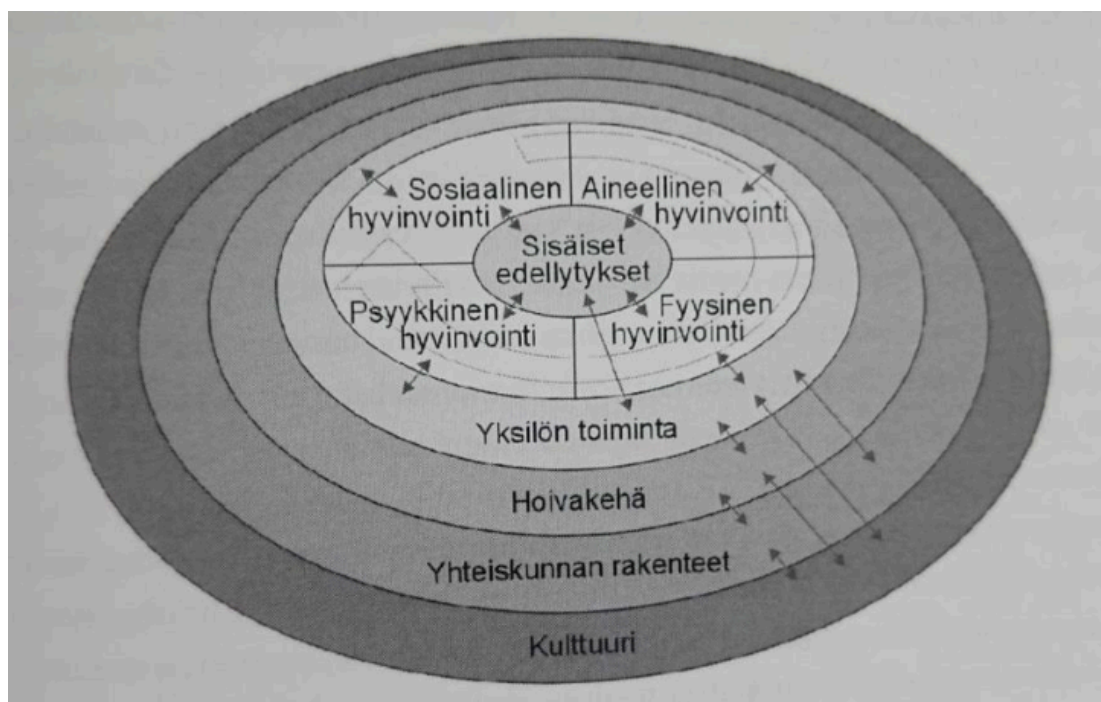 Sosiaalinen
hyvinvointi
Aineellinen
hyvinvointi
Sisäiset
edellytykset
Psyykkinen
hyvinvointi
Fyysinen
hyvinvointi
Yksilön toiminta
Hoivakehä
Yhteiskunnan rakenteet
Kulttuuri